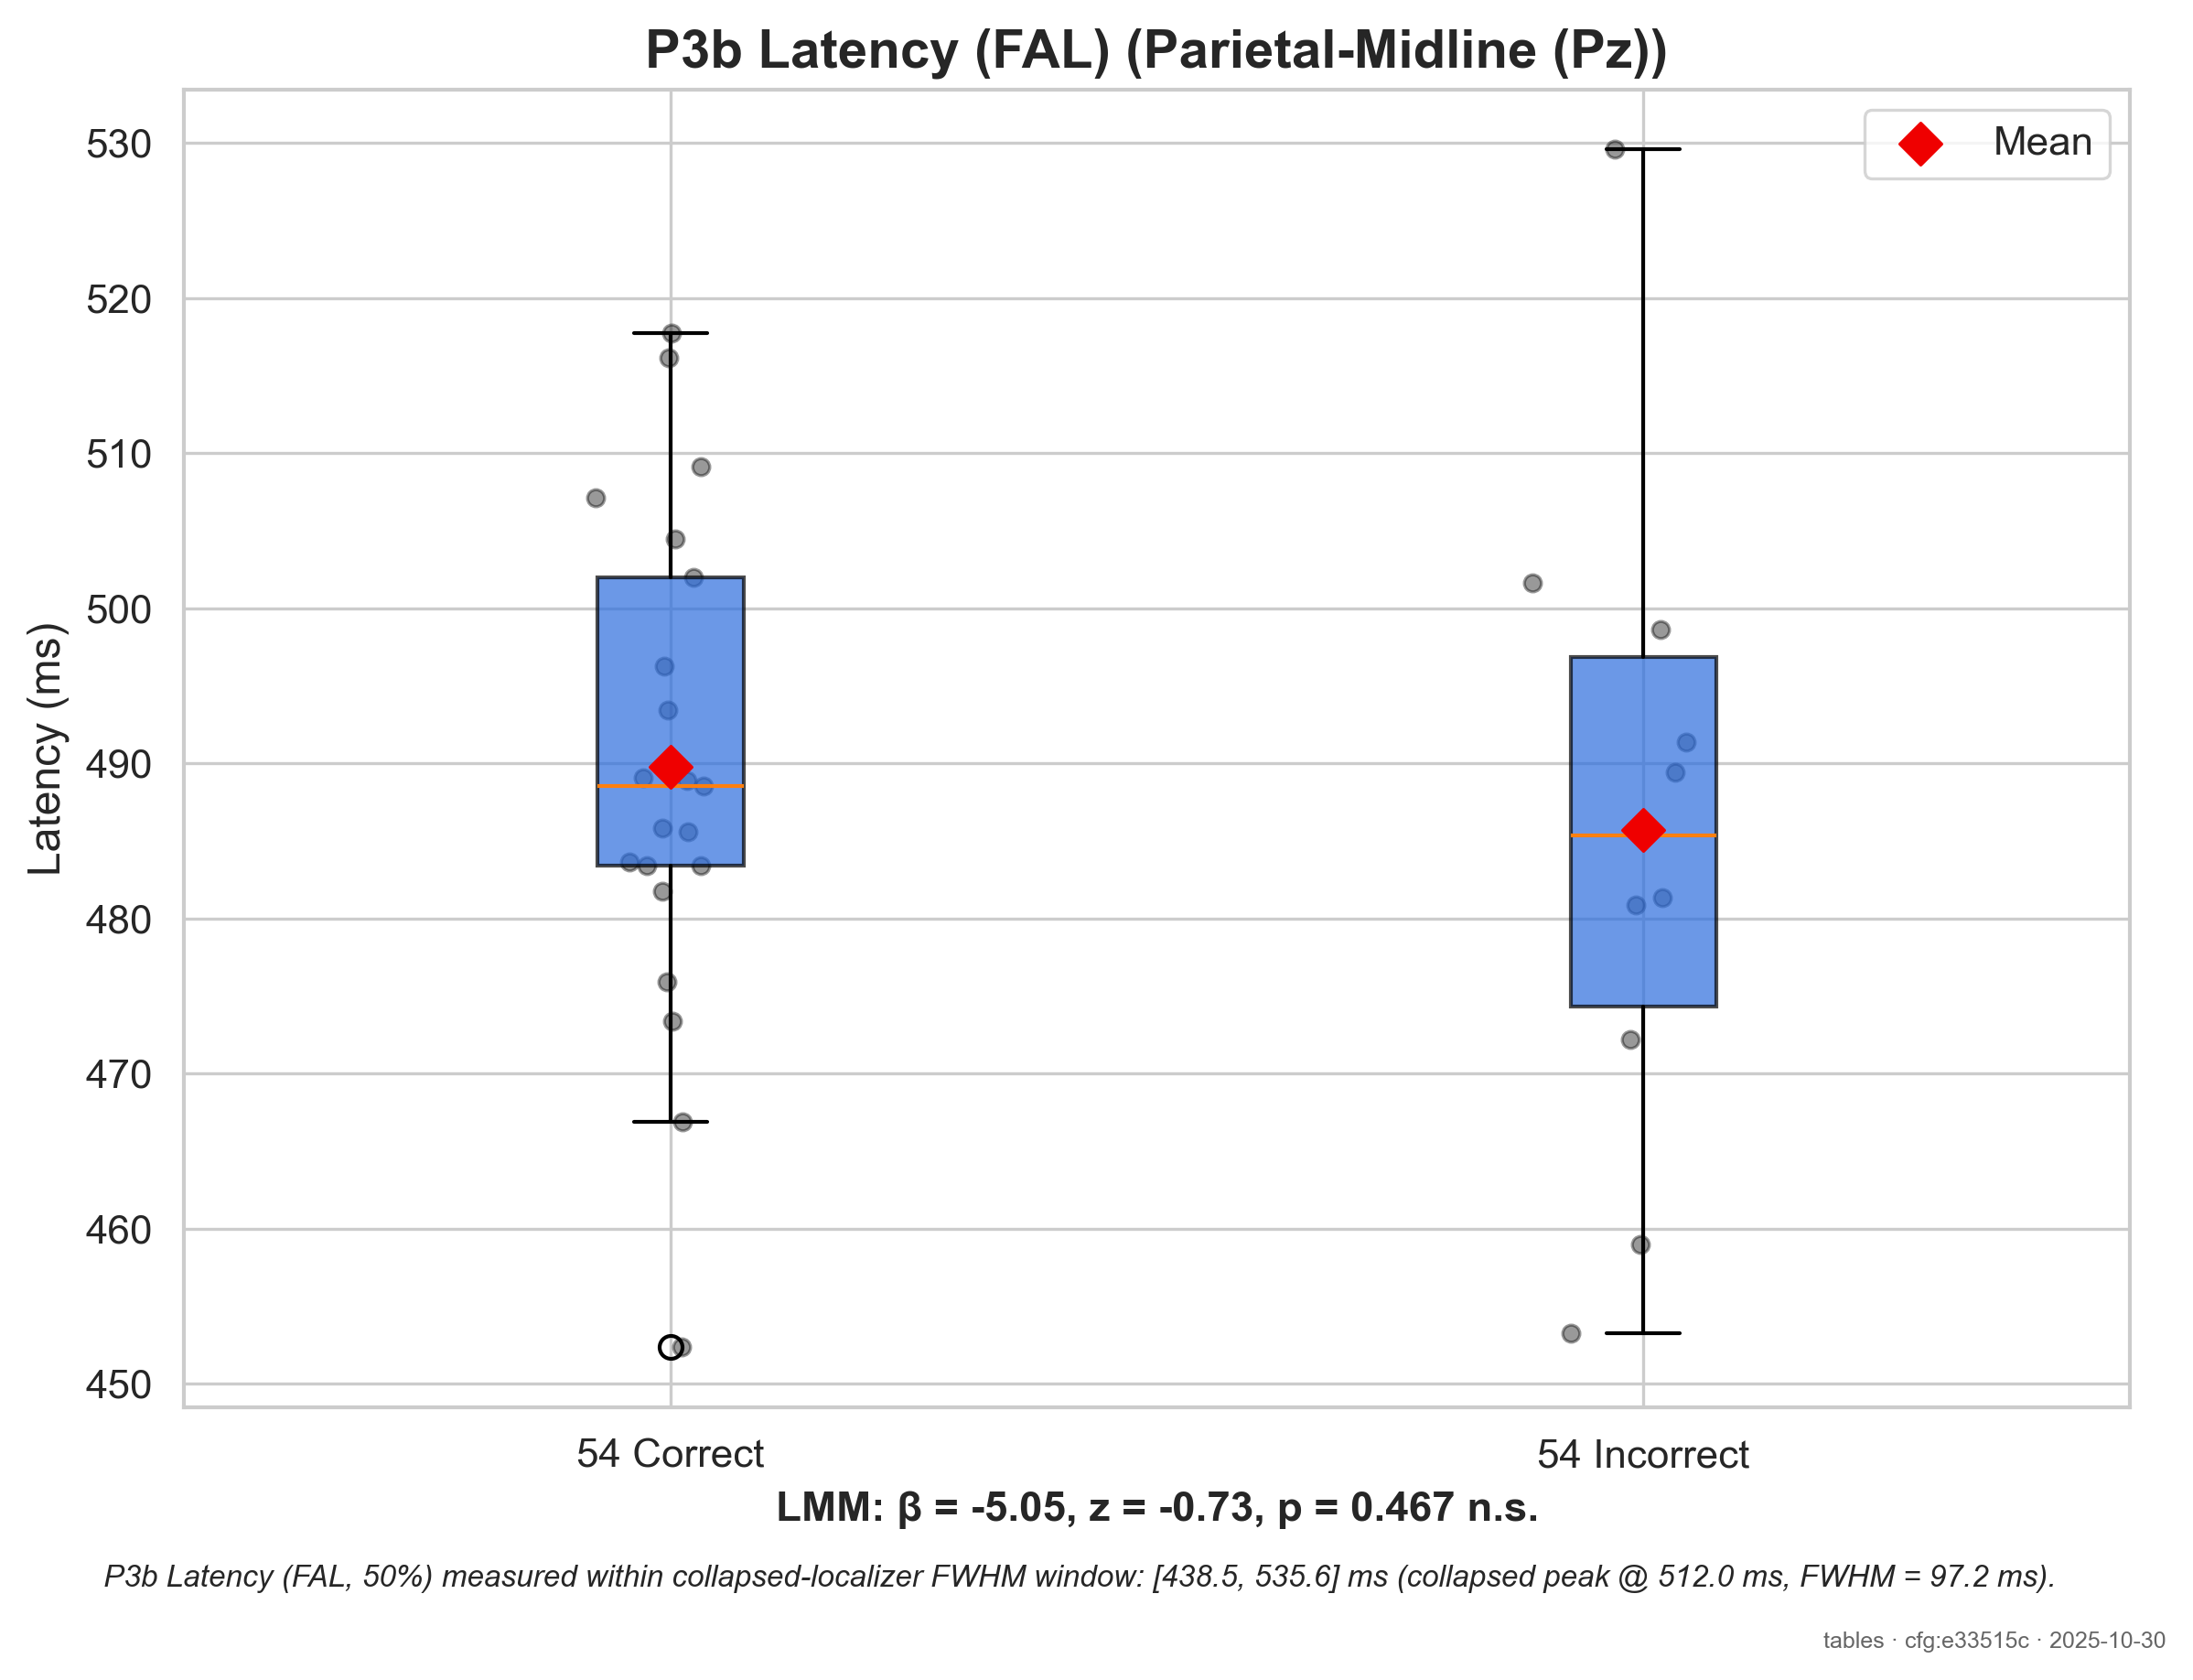 P3b Latency (FAL) (Parietal-Midline (Pz))
Mean
530
520
510
500
490
480
470
460
450
Latency (ms)
54 Correct
54 Incorrect
LMM: β = -5.05, z = -0.73, p = 0.467 n.s.
P3b Latency (FAL, 50%) measured within collapsed-localizer FWHM window: [438.5, 535.6] ms (collapsed peak @ 512.0 ms, FWHM = 97.2 ms).
tables · cfg:e33515c · 2025-10-30